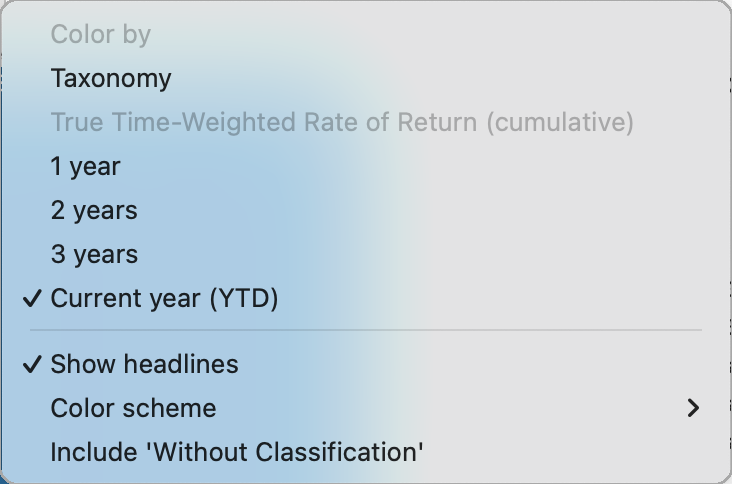 Color by
Taxonomy
True Time-Weighted Rate of Return (cumulative)
1 year
2 years
3 years
Current year (YTD)
Show headlines
Color scheme
Include 'Without Classification'